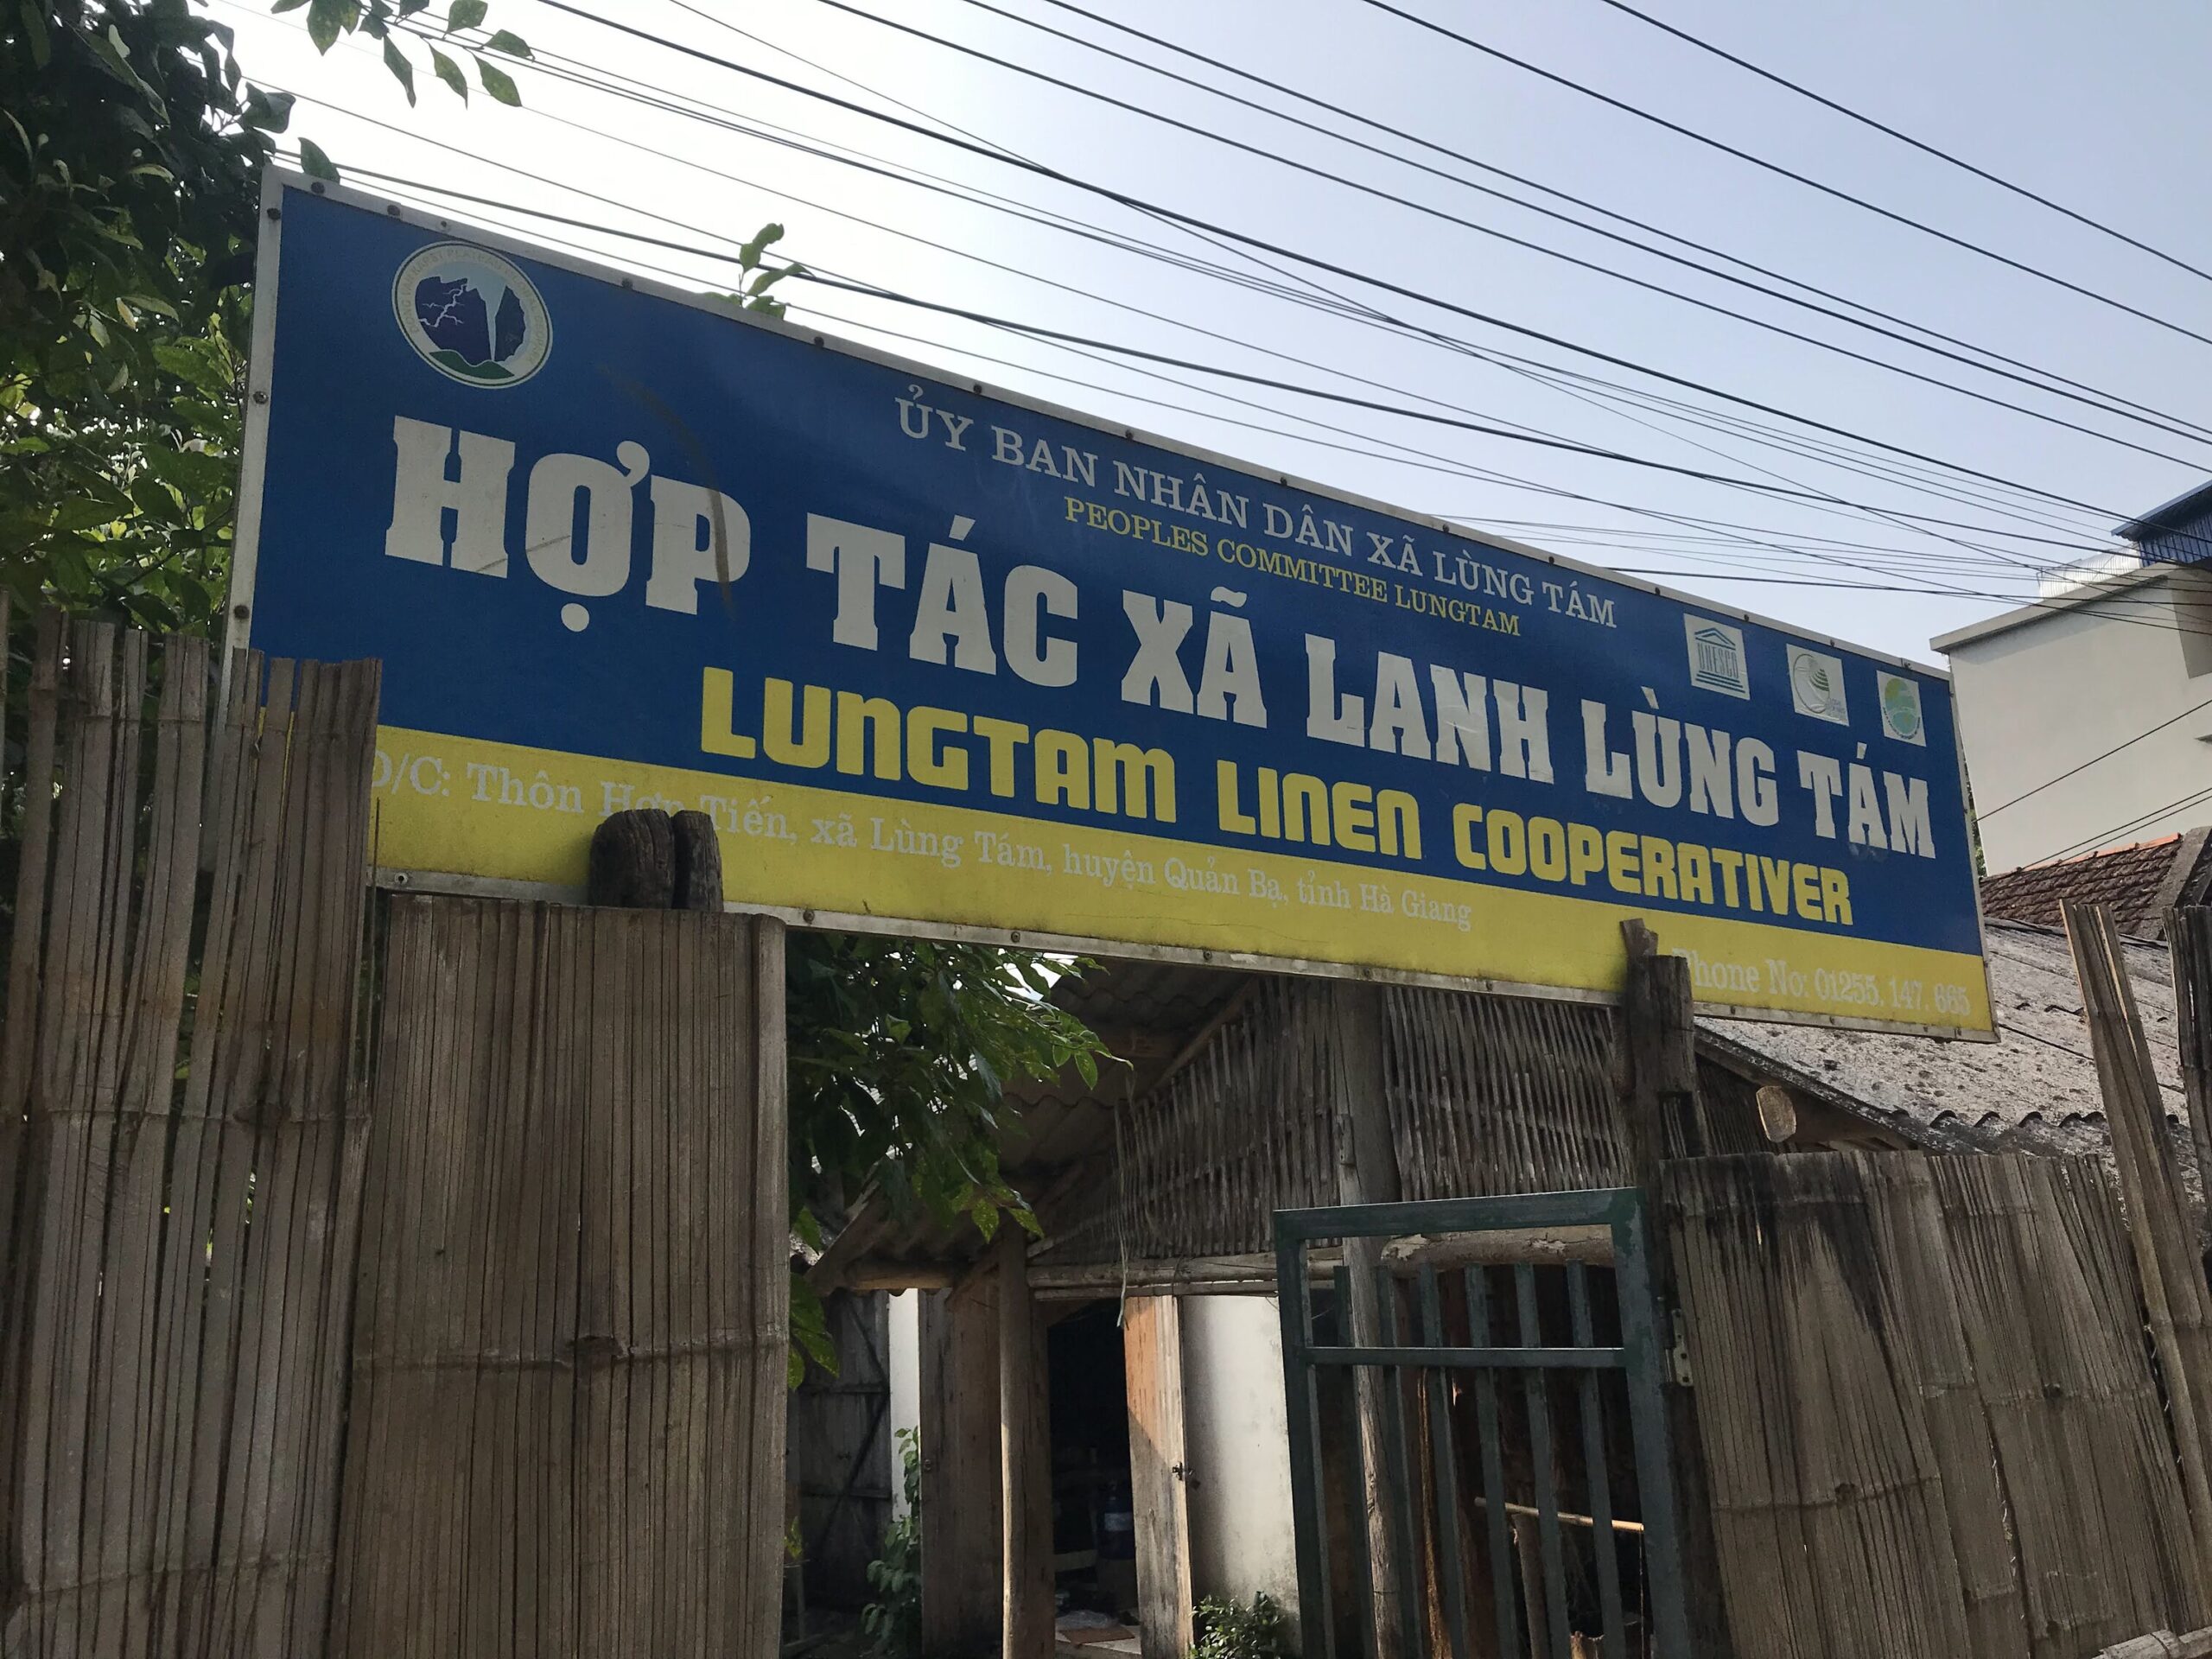 ỦY BAN NHÂN DÂN XÃ LÙNG TÁM
PEOPLES COMMITTEE LUNGTAM
HỢP TÁC XÃ LANH LÙNG TÁM
UNESCO
LUNGTAM LINEN COOPERATIVER
Đ/C: Thôn Hợp Tiến, xã Lùng Tám, huyện Quản Bạ, tỉnh Hà Giang
Phone No: 01255. 147. 665